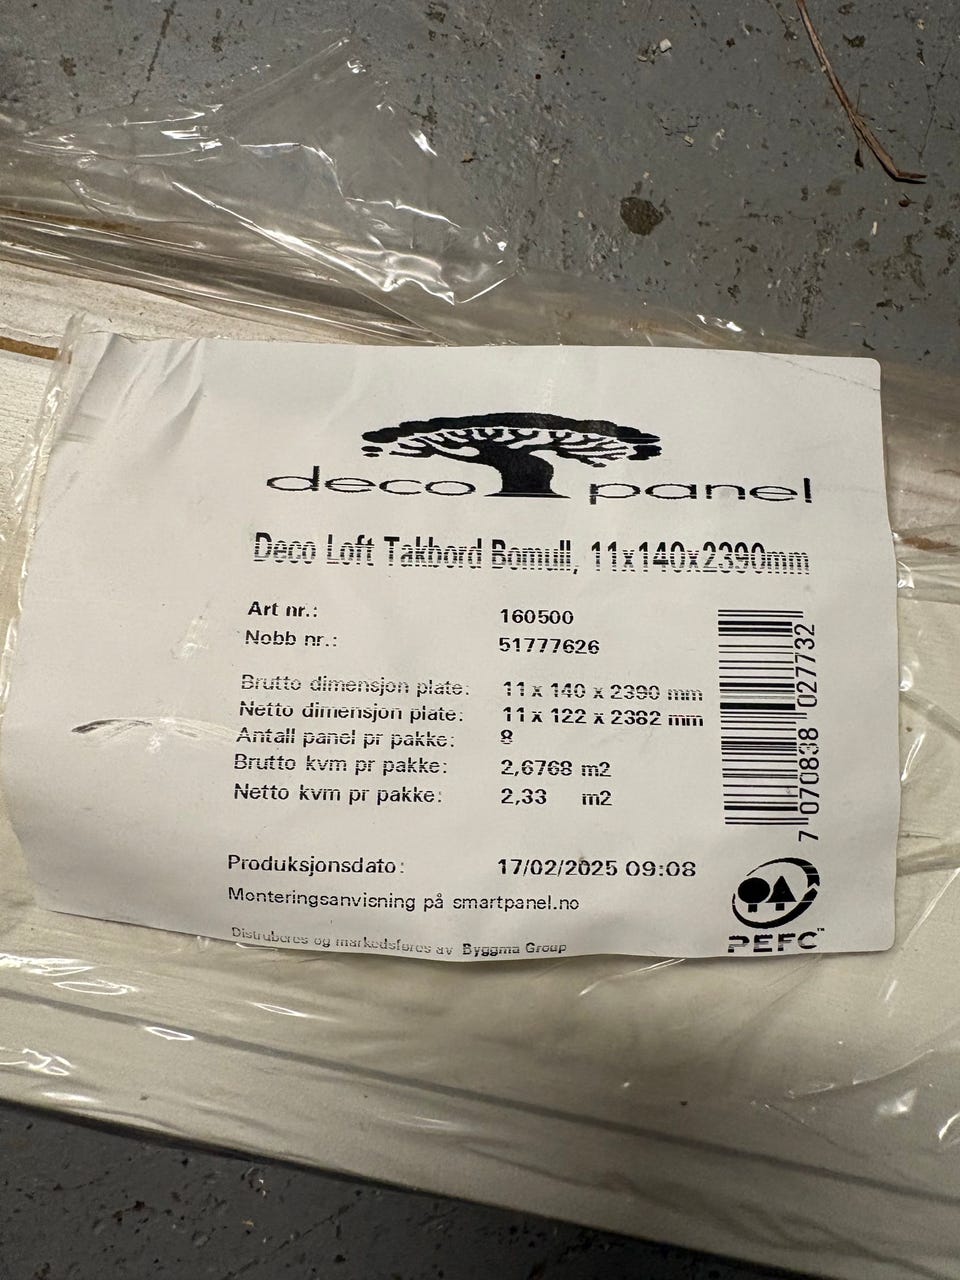 deco panel
Deco Loft Takbord Bomull, 11x140x2390mm
Art nr.: 160500
Nobb nr.: 51777626
Brutto dimensjon plate: 11 x 140 x 2390 mm
Netto dimensjon plate: 11 x 122 x 2382 mm
Antall panel pr pakke: 8
Brutto kvm pr pakke: 2,6768 m2
Netto kvm pr pakke: 2,33 m2
7 070838 027732
Produksjonsdato: 17/02/2025 09:08
Monteringsanvisning på smartpanel.no
Distruberes og markedsføres av Byggma Group
PEFC™